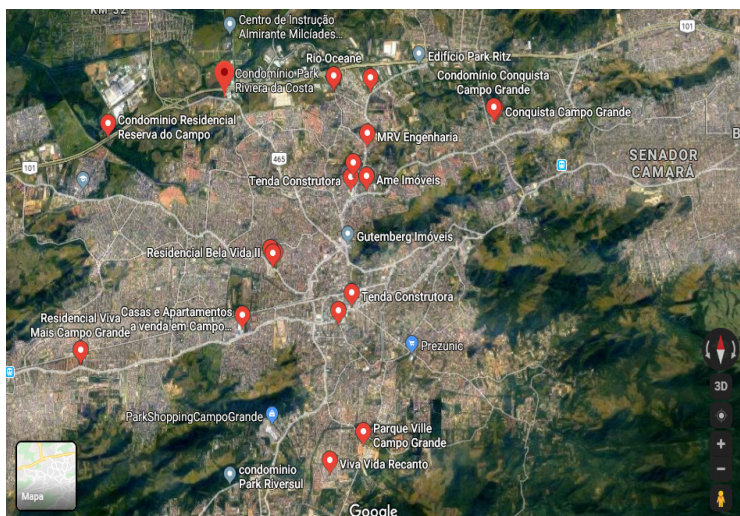 KM 32
Centro de Instrução
Almirante Milcíades...
101
Rio Oceane
Edifício Park Ritz
Condomínio Park
Riviera da Costa
Condomínio Conquista
Campo Grande
Conquista Campo Grande
Condominio Residencial
Reserva do Campo
MRV Engenharia
B
465
SENADOR
CAMARÁ
101
Tenda Construtora
Ame Imóveis
Gutemberg Imóveis
Residencial Bela Vida II
Tenda Construtora
Casas e Apartamentos
a venda em Campo...
Residencial Viva
Mais Campo Grande
Prezunic
3D
ParkShoppingCampoGrande
Parque Ville
Campo Grande
Viva Vida Recanto
condominio
Park Riversul
Mapa
Google